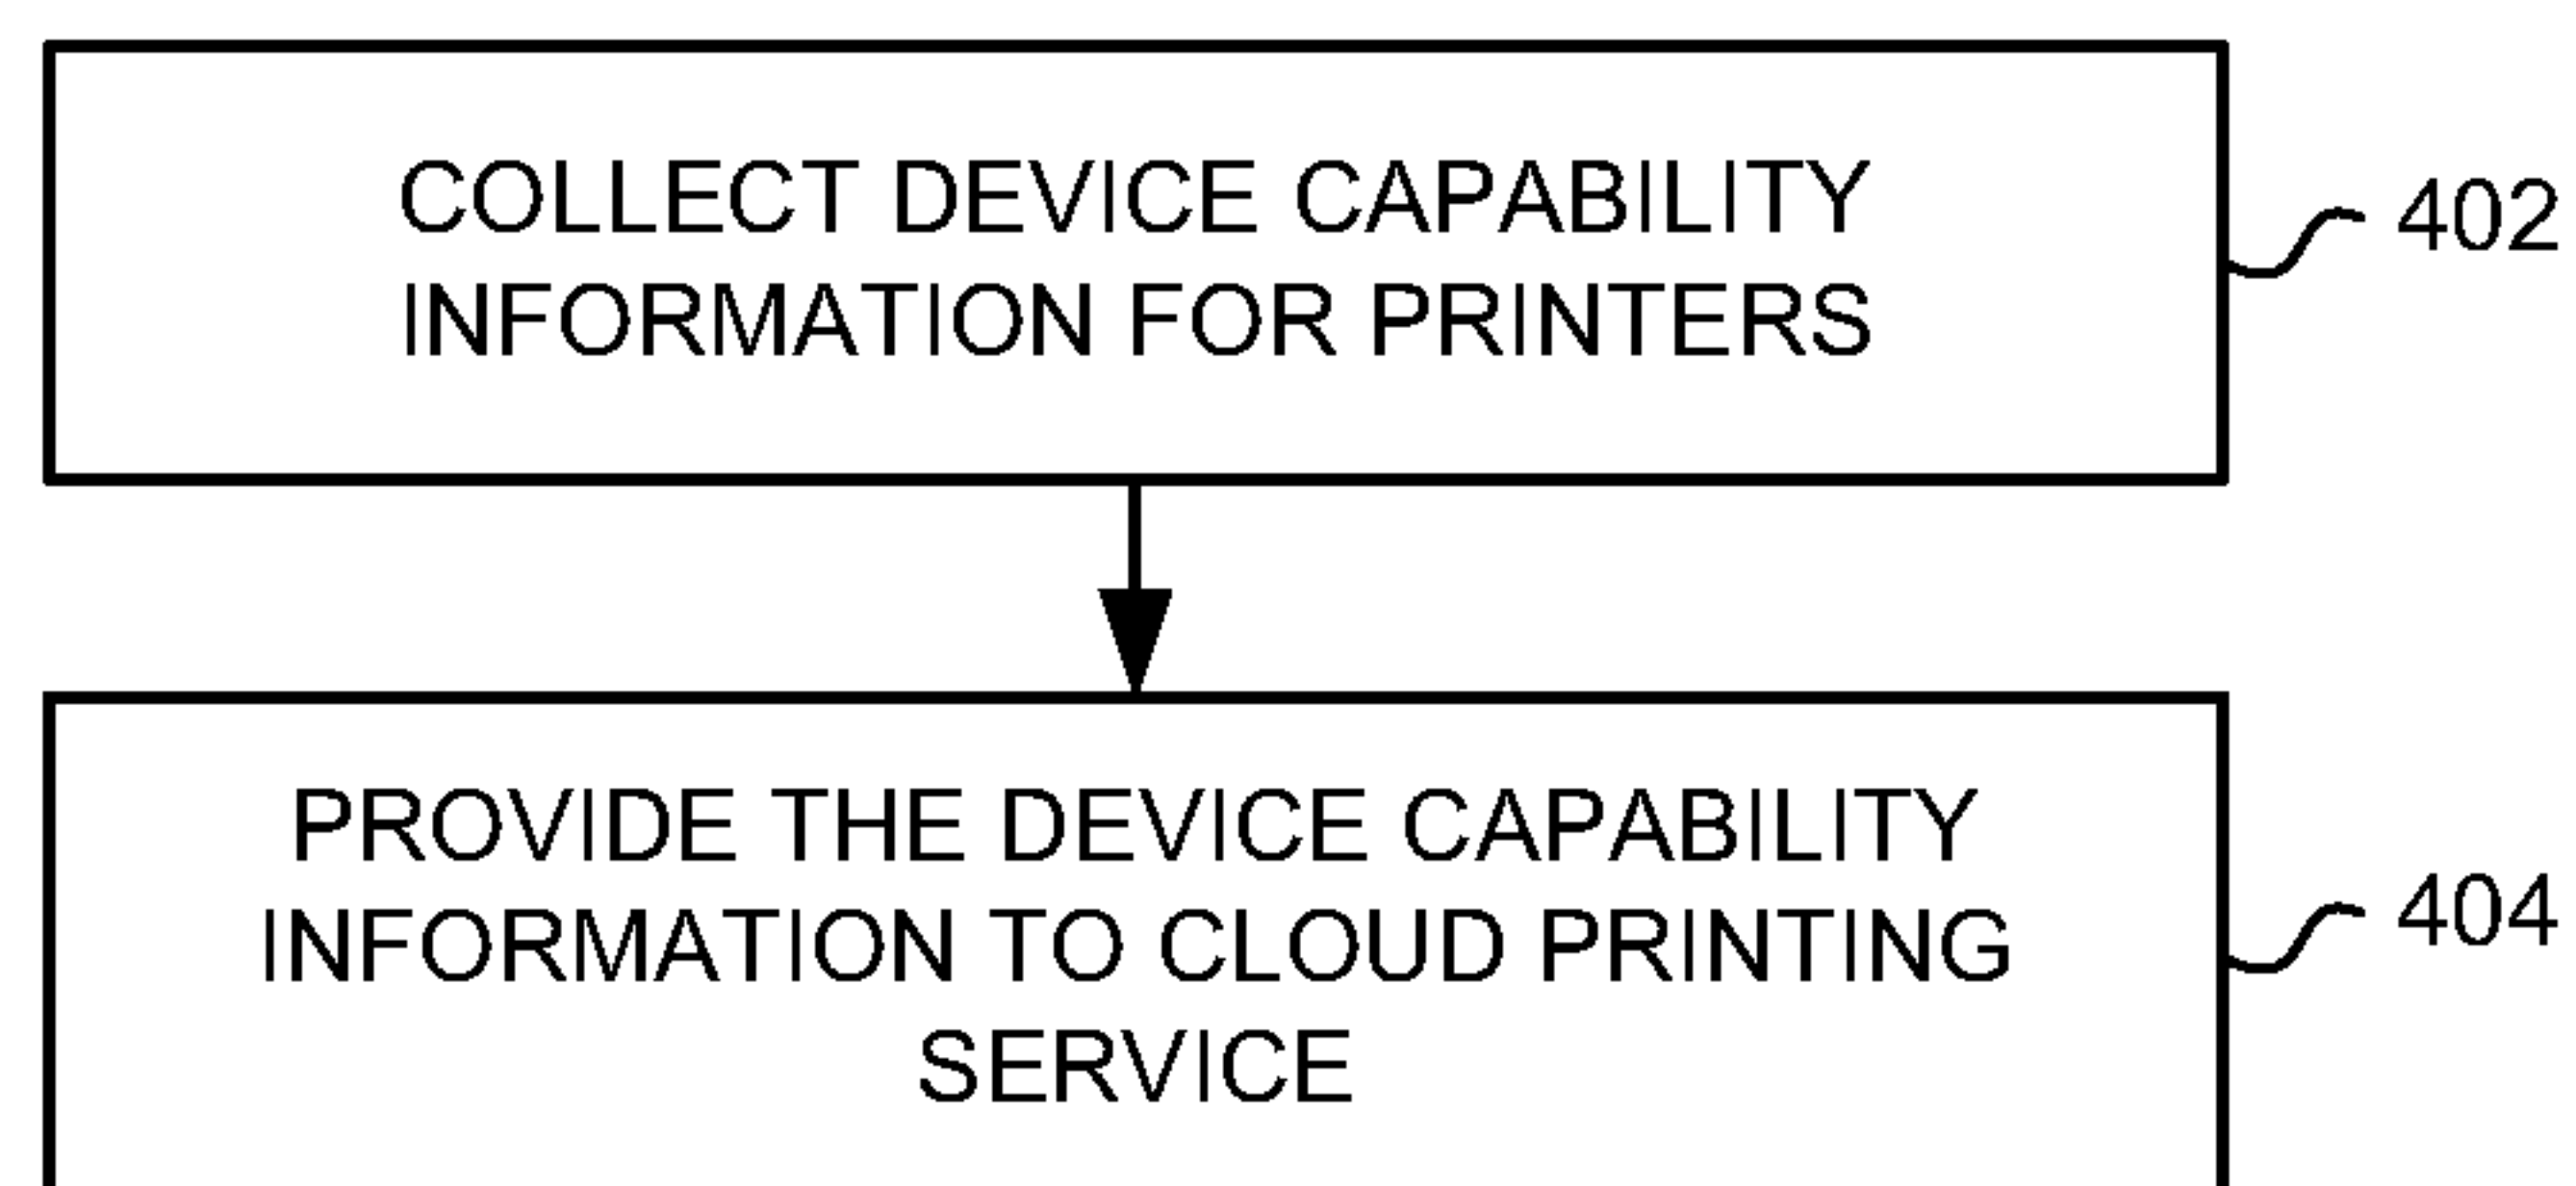 COLLECT DEVICE CAPABILITY
INFORMATION FOR PRINTERS
402
PROVIDE THE DEVICE CAPABILITY
INFORMATION TO CLOUD PRINTING
SERVICE
404